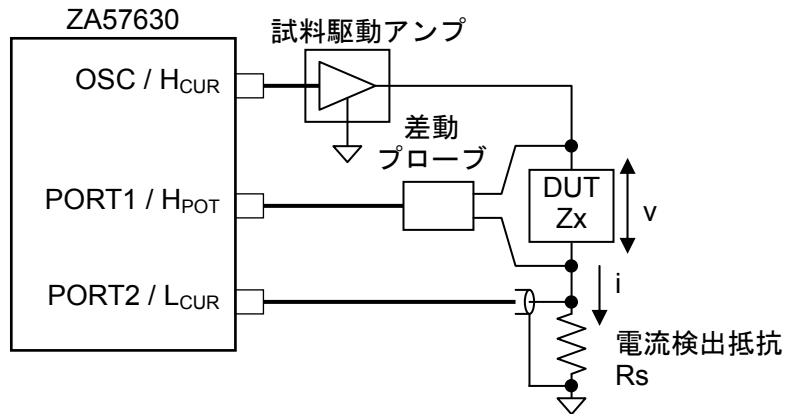 ZA57630
試料駆動アンプ
OSC / HCUR
差動
プローブ
PORT1 / HPOT
DUT
Zx
v
PORT2 / LCUR
i
電流検出抵抗
Rs